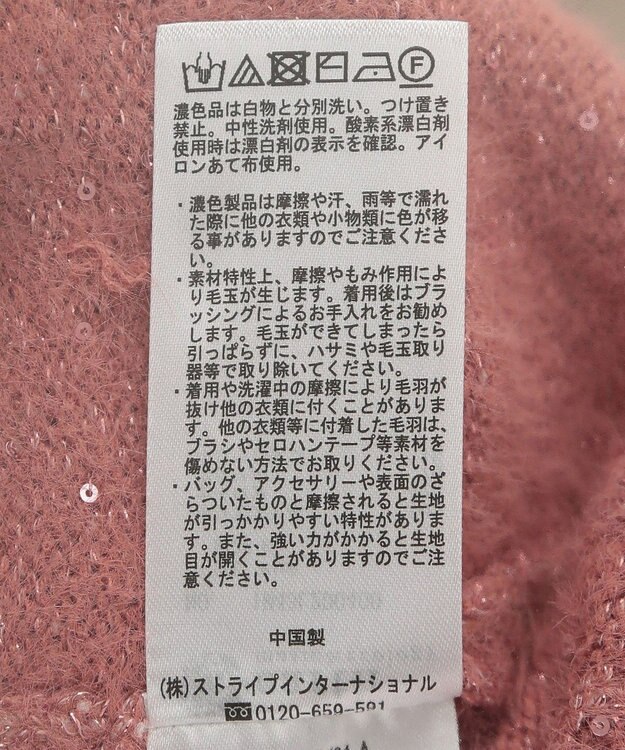 F
濃色品は白物と分別洗い。つけ置き
禁止。中性洗剤使用。酸素系漂白剤
使用時は漂白剤の表示を確認。アイ
ロンあて布使用。
・濃色製品は摩擦や汗、雨等で濡れ
た際に他の衣類や小物類に色が移
る事がありますのでご注意くださ
い。
・素材特性上、摩擦やもみ作用によ
り毛玉が生じます。着用後はブラ
ッシングによるお手入れをお勧め
します。毛玉ができてしまったら
引っぱらずに、ハサミや毛玉取り
器等で取り除いてください。
・着用や洗濯中の摩擦により毛羽が
抜け他の衣類に付くことがありま
す。他の衣類等に付着した毛羽は、
ブラシやセロハンテープ等素材を
傷めない方法でお取りください。
・バッグ、アクセサリーや表面のざ
らついたものと摩擦されると生地
が引っかかりやすい特性がありま
す。また、強い力がかかると生地
目が開くことがありますのでご注
意ください。
中国製
(株)ストライプインターナショナル
0120-659-581